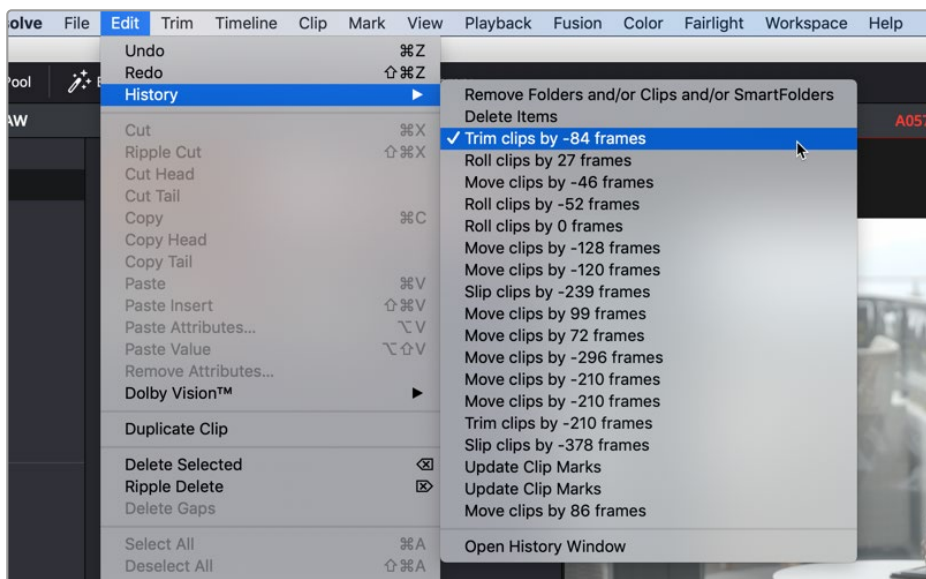 olve File Edit Trim Timeline Clip Mark View Playback Fusion Color Fairlight Workspace Help
Pool
AW
A057
Undo ⌘Z
Redo ⇧⌘Z
History ▶
Cut ⌘X
Ripple Cut ⇧⌘X
Cut Head
Cut Tail
Copy ⌘C
Copy Head
Copy Tail
Paste ⌘V
Paste Insert ⇧⌘V
Paste Attributes... ⌥V
Paste Value ⌥⇧V
Remove Attributes...
Dolby Vision™ ▶
Duplicate Clip
Delete Selected ⌫
Ripple Delete ⌦
Delete Gaps
Select All ⌘A
Deselect All ⇧⌘A
Remove Folders and/or Clips and/or SmartFolders
Delete Items
✓ Trim clips by -84 frames
Roll clips by 27 frames
Move clips by -46 frames
Roll clips by -52 frames
Roll clips by 0 frames
Move clips by -128 frames
Move clips by -120 frames
Slip clips by -239 frames
Move clips by 99 frames
Move clips by 72 frames
Move clips by -296 frames
Move clips by -210 frames
Move clips by -210 frames
Trim clips by -210 frames
Slip clips by -378 frames
Update Clip Marks
Update Clip Marks
Move clips by 86 frames
Open History Window